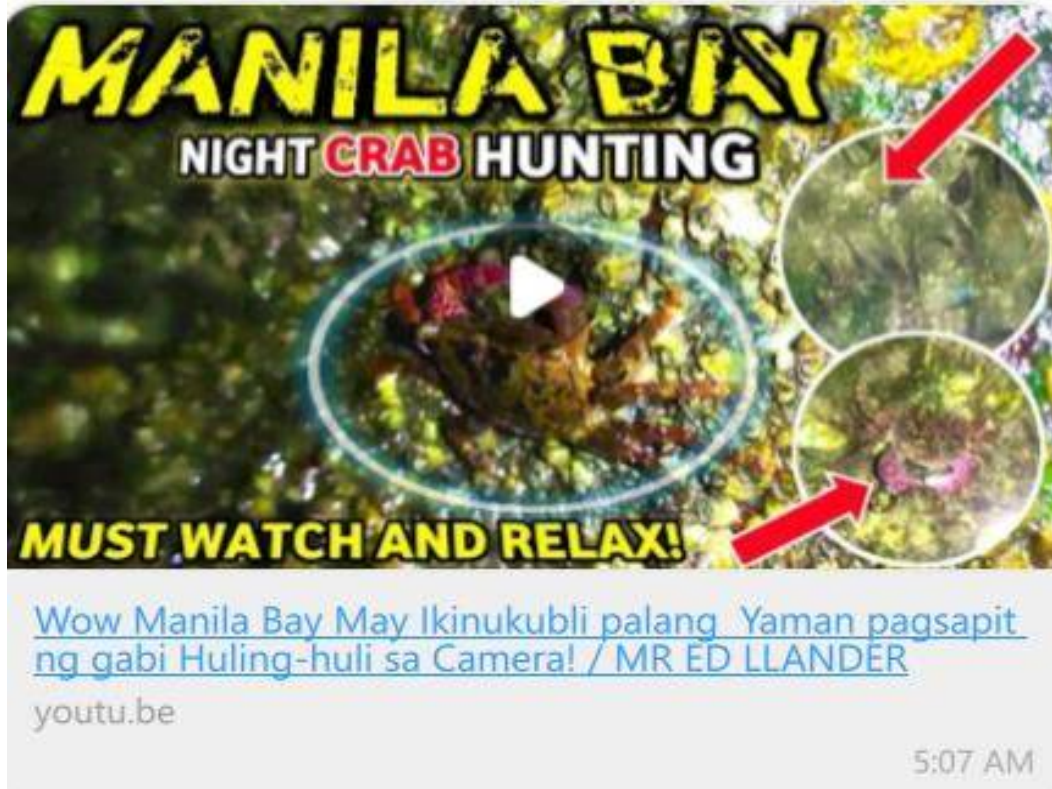 MANILA BAY
NIGHT CRAB HUNTING
MUST WATCH AND RELAX!
Wow Manila Bay May Ikinukubli palang  Yaman pagsapit
ng gabi Huling-huli sa Camera! / MR ED LLANDER
youtu.be
5:07 AM